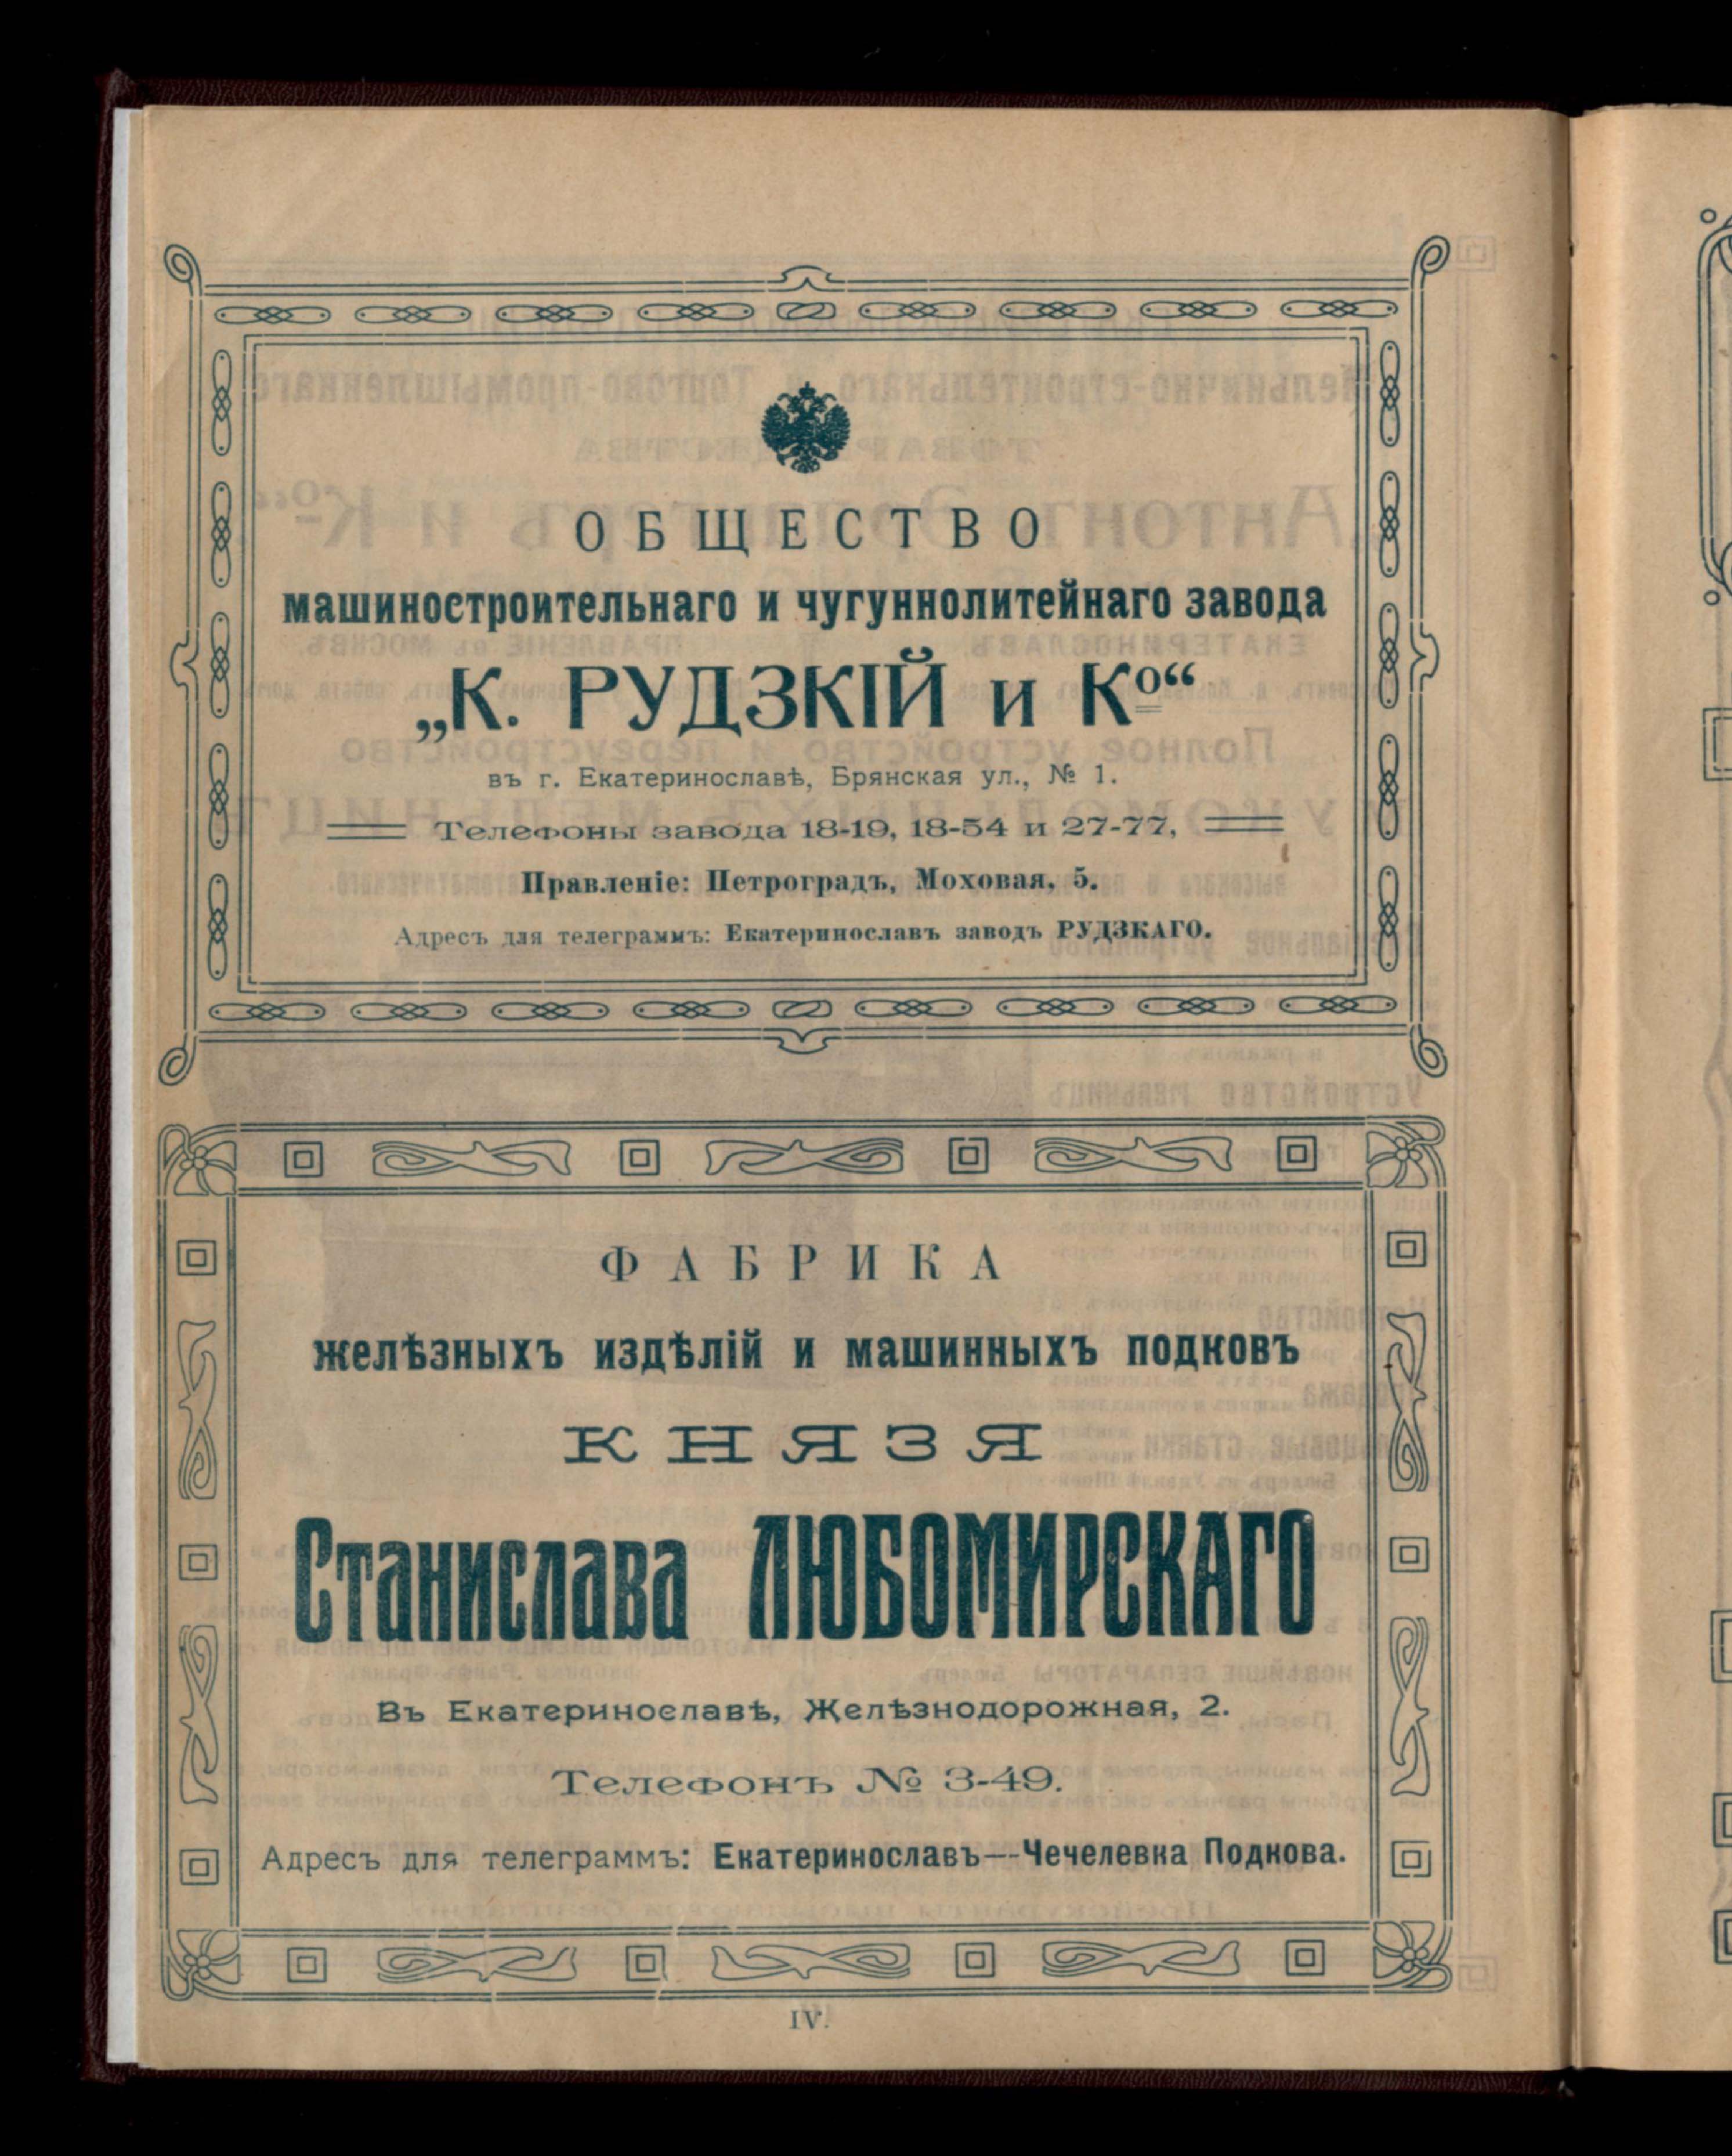 ОБЩЕСТВО
машиностроительнаго и чугуннолитейнаго завода
„К. РУДЗКІЙ и Ко“
въ г. Екатеринославѣ, Брянская ул., № 1.
Телефоны завода 18-19, 18-54 и 27-77,
Правленіе: Петроградъ, Моховая, 5.
Адресъ для телеграммъ: Екатеринославъ заводъ РУДЗКАГО.
ФАБРИКА
желѣзныхъ издѣлій и машинныхъ подковъ
КНЯЗЯ
Станислава ЛЮБОМИРСКАГО
Въ Екатеринославѣ, Желѣзнодорожная, 2.
Телефонъ № 3-49.
Адресъ для телеграммъ: Екатеринославъ—Чечелевка Подкова.
IV.